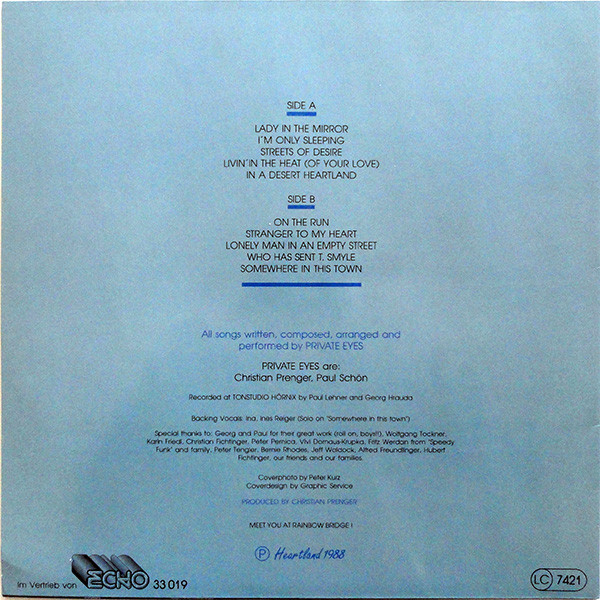 SIDE A
LADY IN THE MIRROR
I'M ONLY SLEEPING
STREETS OF DESIRE
LIVIN'IN THE HEAT (OF YOUR LOVE)
IN A DESERT HEARTLAND
SIDE B
ON THE RUN
STRANGER TO MY HEART
LONELY MAN IN AN EMPTY STREET
WHO HAS SENT T. SMYLE
SOMEWHERE IN THIS TOWN
All songs written, composed, arranged and
performed by PRIVATE EYES
PRIVATE EYES are:
Christian Prenger, Paul Schön
Recorded at TONSTUDIO HÖRNIX by Paul Lehner and Georg Hrauda
Backing Vocals: Ina, Ines Reiger (Solo on "Somewhere in this town")
Special thanks to: Georg and Paul for their great work (roll on, boys!!), Wolfgang Tockner,
Karin Friedl, Christian Fichtinger, Peter Pernica, Vivi Dornaus-Krupka, Fritz Werdan from "Speedy
Funk" and family, Peter Tengler, Bernie Rhodes, Jeff Waldock, Alfred Freundlinger, Hubert
Fichtinger, our friends and our families.
Coverphoto by Peter Kurz
Coverdesign by Graphic Service
PRODUCED BY CHRISTIAN PRENGER
MEET YOU AT RAINBOW BRIDGE !
Ⓟ Heartland 1988
Im Vertrieb von ECHO 33 019
LC 7421